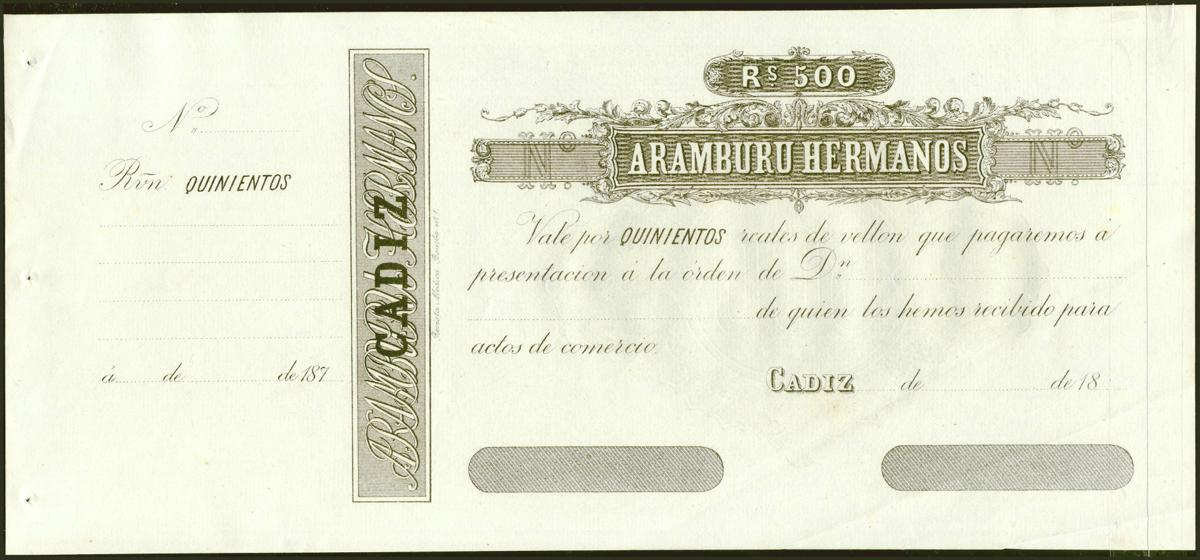 Nº
Rvn. QUINIENTOS
á de de 187
ARAMBURU HERMANOS.
CADIZ
Rs 500
Nº. ARAMBURU HERMANOS Nº.
Vale por QUINIENTOS reales de vellon que pagaremos á
presentacion á la órden de Dn
de quien los hemos recibido para
actos de comercio.
CADIZ de de 18